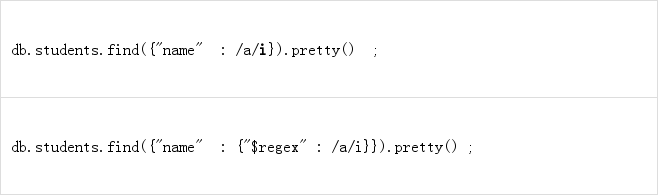 db.students.find({"name"  : /a/i}).pretty()  ;
db.students.find({"name"  : {"$regex" : /a/i}}).pretty() ;